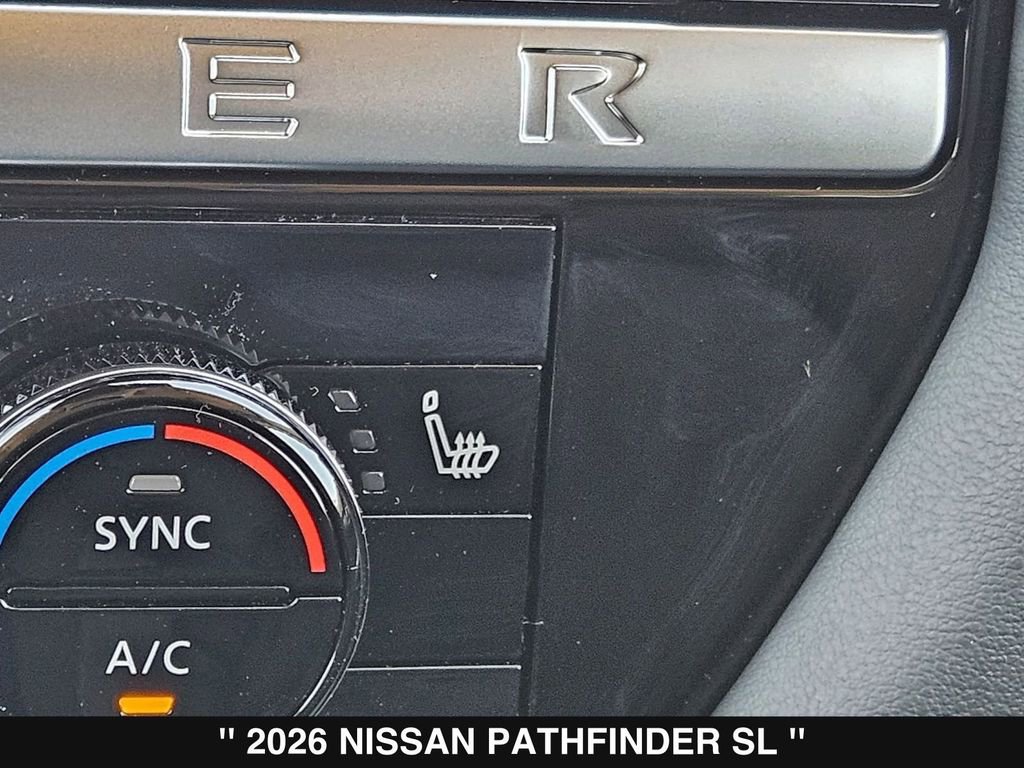 E R
SYNC
A/C
" 2026 NISSAN PATHFINDER SL "